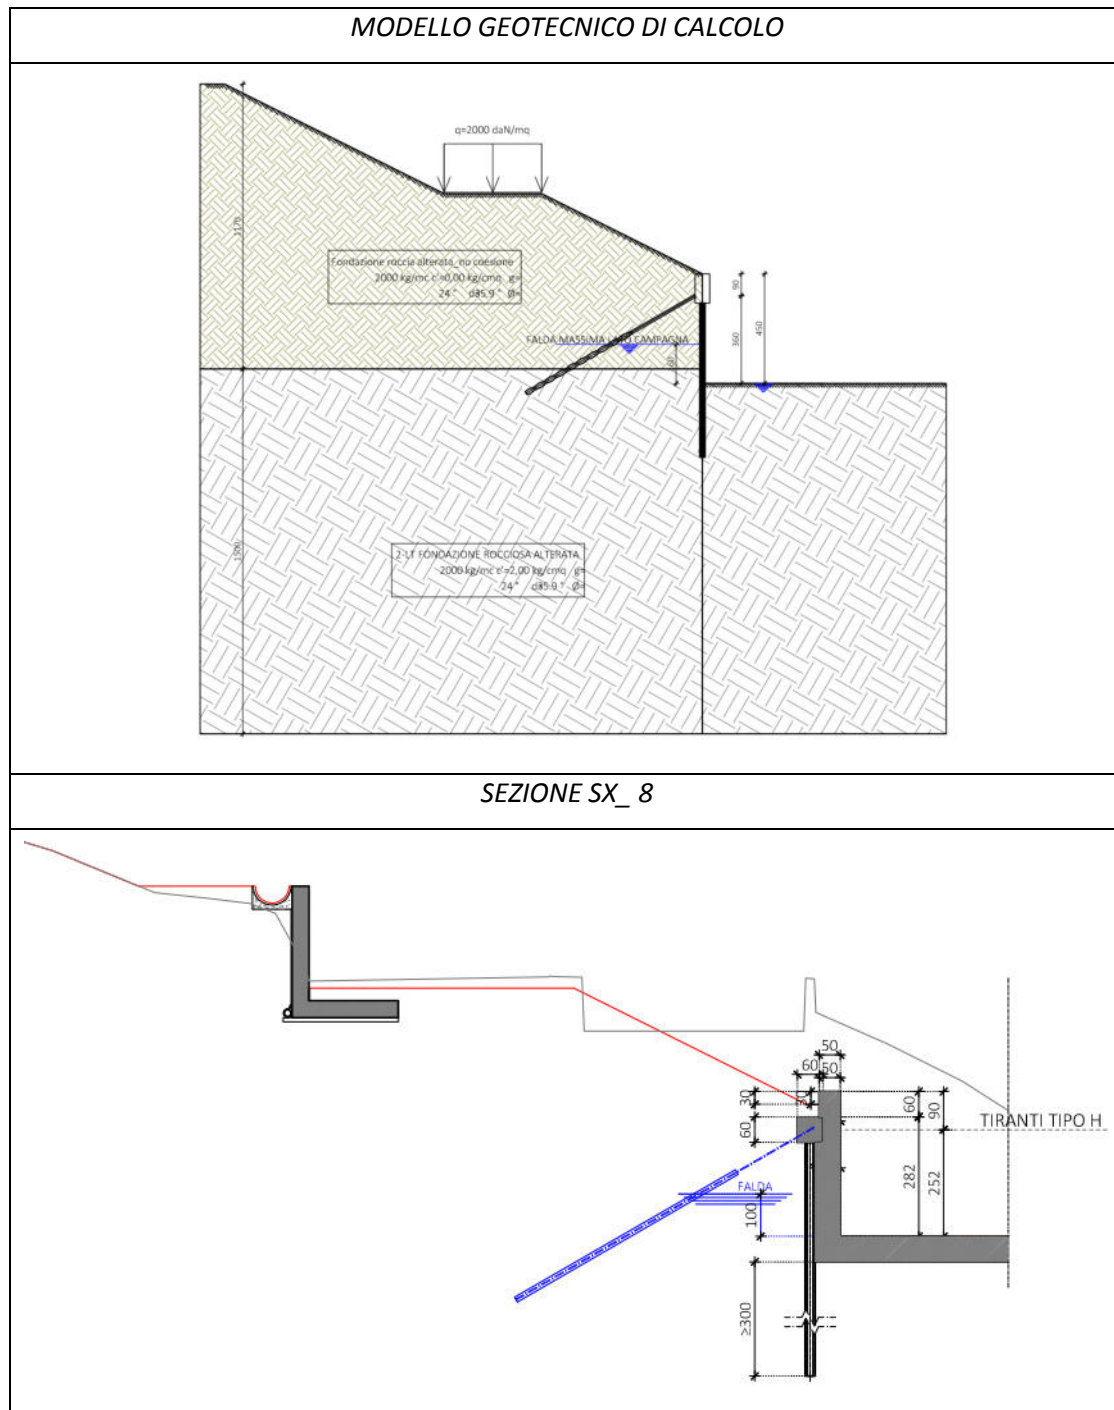 MODELLO GEOTECNICO DI CALCOLO
q=2000 daN/mq
1170
Fondazione roccia alterata_no coesione
2000 kg/mc c'=0,00 kg/cmq g=
24 ° d35.9 ° Ø=
90
360
450
FALDA MASSIMA LATO CAMPAGNA
1500
2-LT FONDAZIONE ROCCIOSA ALTERATA
2000 kg/mc c'=2,00 kg/cmq g=
24 ° d35.9 ° Ø=
SEZIONE SX_ 8
50
60
50
30
60
60
90
TIRANTI TIPO H
282
252
FALDA
100
≥300